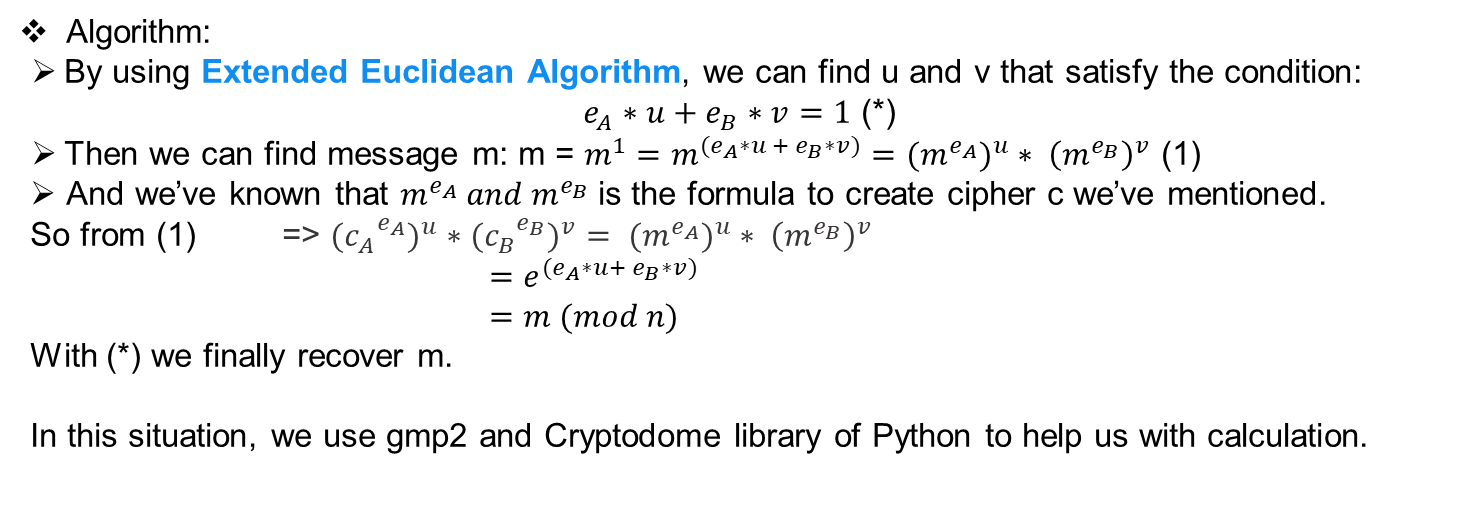 ❖ Algorithm:
➢ By using Extended Euclidean Algorithm, we can find u and v that satisfy the condition:
$e_A * u + e_B * v = 1$ (*)
➢ Then we can find message m: m = $m^1 = m^{(e_A*u + e_B*v)} = (m^{e_A})^u * (m^{e_B})^v$ (1)
➢ And we’ve known that $m^{e_A}$ and $m^{e_B}$ is the formula to create cipher c we’ve mentioned.
So from (1) => $({c_A}^{e_A})^u * ({c_B}^{e_B})^v = (m^{e_A})^u * (m^{e_B})^v$
$= e^{(e_A*u + e_B*v)}$
$= m \ (mod \ n)$
With (*) we finally recover m.
In this situation, we use gmp2 and Cryptodome library of Python to help us with calculation.